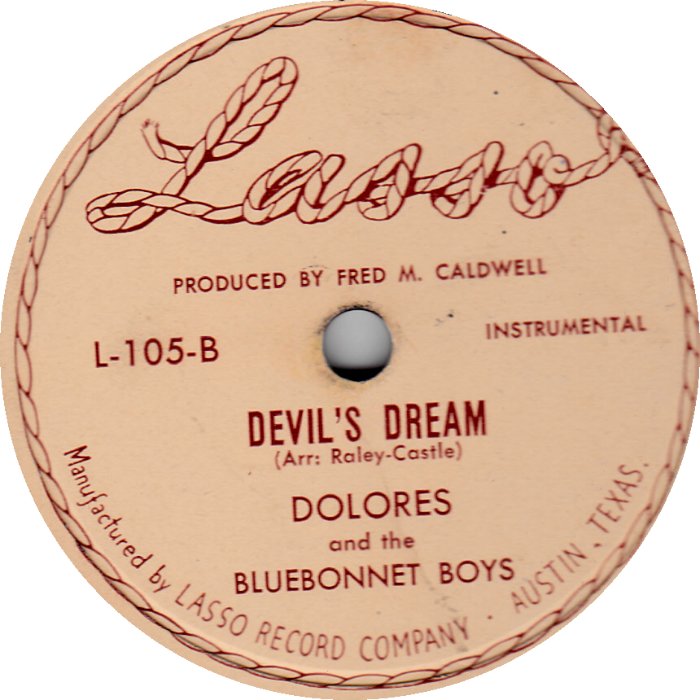 Lasso
PRODUCED BY FRED M. CALDWELL
L-105-B
INSTRUMENTAL
DEVIL'S DREAM
(Arr: Raley-Castle)
DOLORES
and the
BLUEBONNET BOYS
Manufactured by LASSO RECORD COMPANY · AUSTIN, TEXAS.